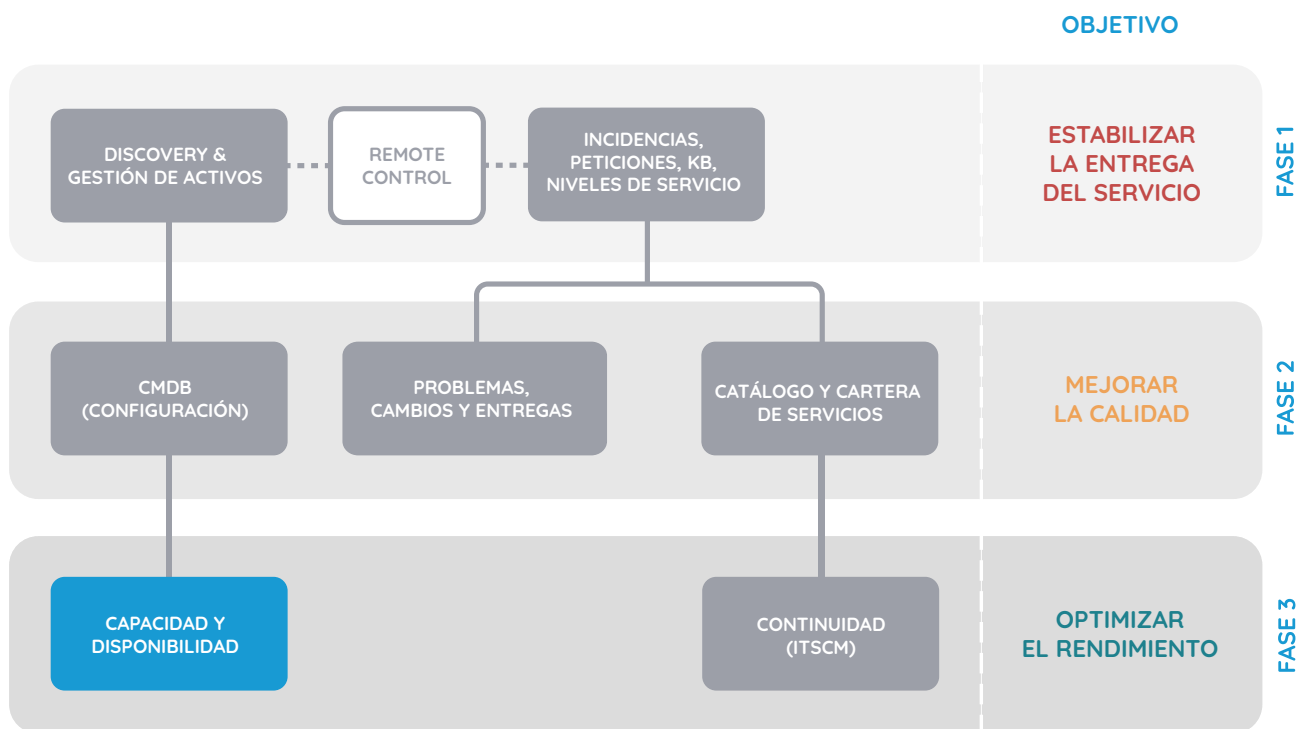 OBJETIVO
DISCOVERY &
GESTIÓN DE ACTIVOS
REMOTE
CONTROL
INCIDENCIAS,
PETICIONES, KB,
NIVELES DE SERVICIO
ESTABILIZAR
LA ENTREGA
DEL SERVICIO
FASE 1
CMDB
(CONFIGURACIÓN)
PROBLEMAS,
CAMBIOS Y ENTREGAS
CATÁLOGO Y CARTERA
DE SERVICIOS
MEJORAR
LA CALIDAD
FASE 2
CAPACIDAD Y
DISPONIBILIDAD
CONTINUIDAD
(ITSCM)
OPTIMIZAR
EL RENDIMIENTO
FASE 3